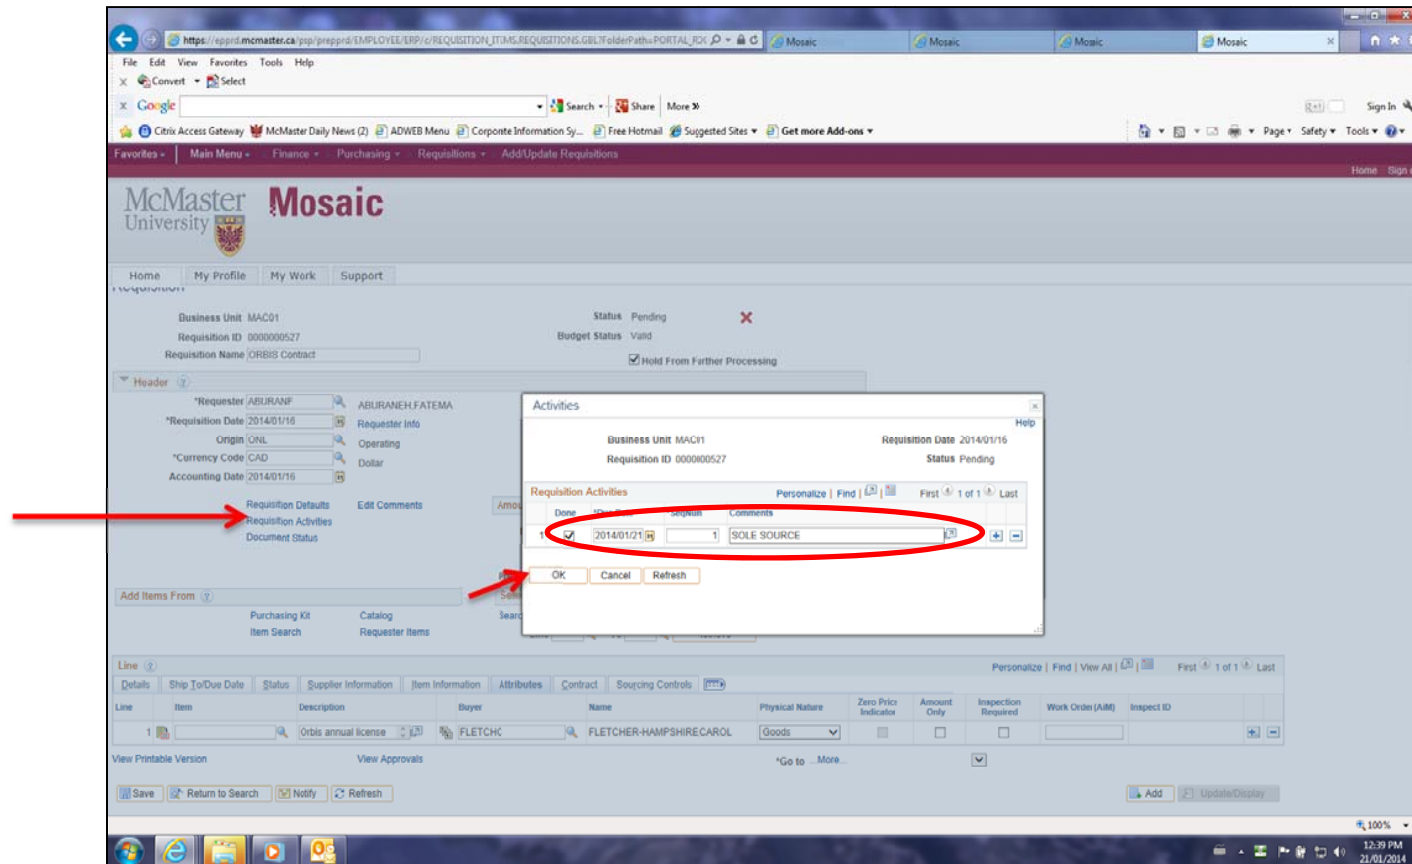 https://epprd.mcmaster.ca/psp/preprd/EMPLOYEE/ERP/c/REQUISITION_ITEMS.REQUISITIONS.GBL?FolderPath=PORTAL_RO
Mosaic Mosaic Mosaic Mosaic
File Edit View Favorites Tools Help
x Convert Select
x Google Search Share More » Sign In
Citrix Access Gateway McMaster Daily News (2) ADWEB Menu Corporate Information Sy... Free Hotmail Suggested Sites Get more Add-ons Page Safety Tools
Favorites Main Menu Finance Purchasing Requisitions Add/Update Requisitions
Home Sign
McMaster University
Mosaic
Home My Profile My Work Support
Requisition
Business Unit MAC01 Status Pending
Requisition ID 0000000527 Budget Status Valid
Requisition Name ORBIS Contract
Hold From Further Processing
Header
*Requester ABURANF ABURANEH,FATEMA
*Requisition Date 2014/01/16 Requester Info
Origin ONL Operating
*Currency Code CAD Dollar
Accounting Date 2014/01/16
Requisition Defaults Edit Comments
Requisition Activities
Document Status
Activities
Help
Business Unit MAC01 Requisition Date 2014/01/16
Requisition ID 0000000527 Status Pending
Requisition Activities Personalize | Find | First 1 of 1 Last
Done *Due Date SeqNum Comments
1 2014/01/21 1 SOLE SOURCE
OK Cancel Refresh
Add Items From
Purchasing Kit Catalog
Item Search Requester Items
Line Personalize | Find | View All | First 1 of 1 Last
Details Ship To/Due Date Status Supplier Information Item Information Attributes Contract Sourcing Controls
Line Item Description Buyer Name Physical Nature Zero Price Indicator Amount Only Inspection Required Work Order (AiM) Inspect ID
1 Orbis annual license FLETCHC FLETCHER-HAMPSHIRECAROL Goods
View Printable Version View Approvals *Go to ...More...
Save Return to Search Notify Refresh Add Update/Display
100%
12:39 PM
21/01/2014